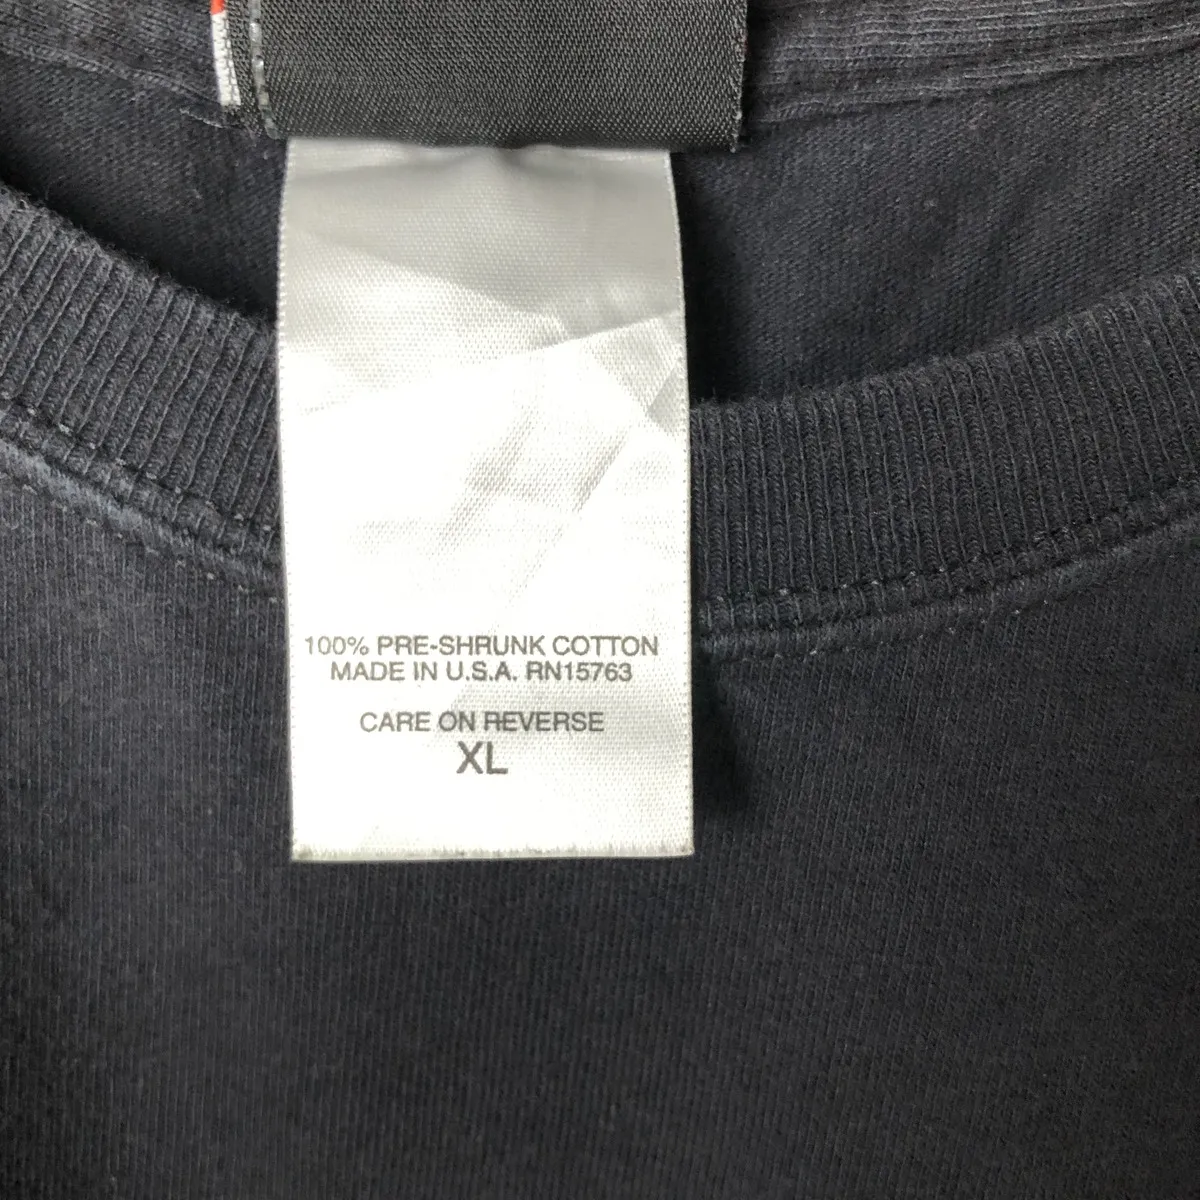 100% PRE-SHRUNK COTTON
MADE IN U.S.A. RN15763
CARE ON REVERSE
XL